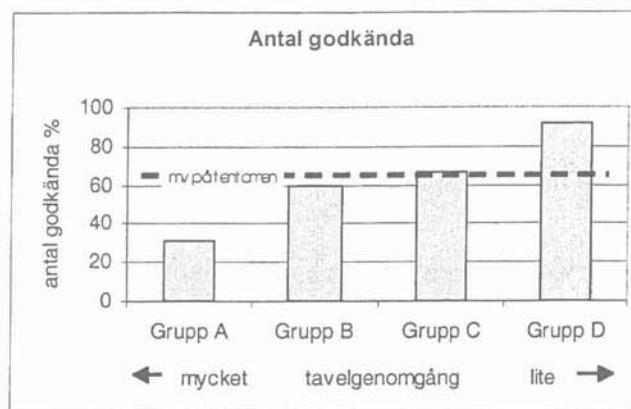 Antal godkända
antal godkända %
100
80
60
40
20
0
mv på tentamen
Grupp A Grupp B Grupp C Grupp D
mycket tavelgenomgång lite